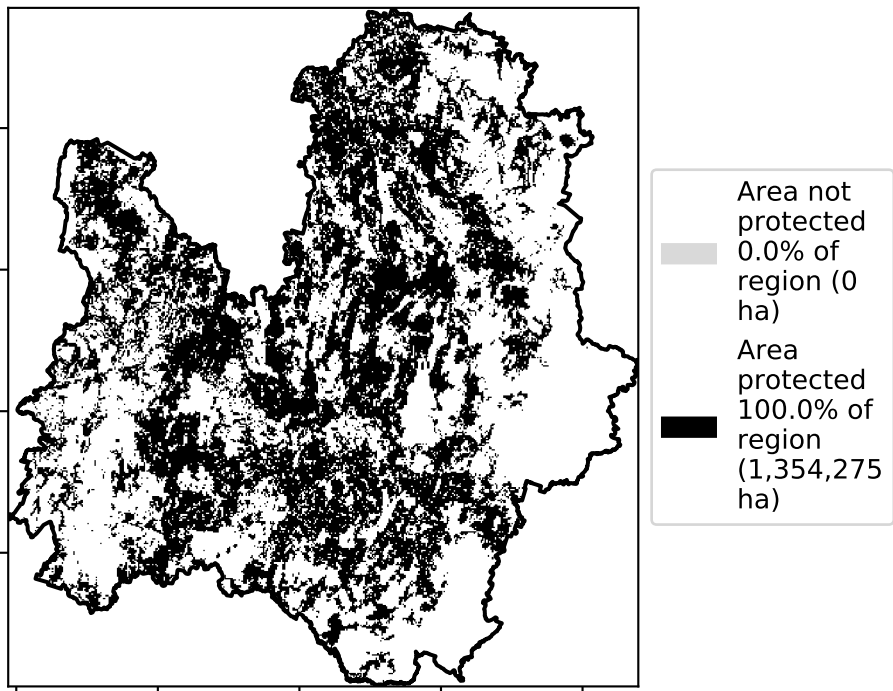 Area not
protected
0.0% of
region (0
ha)
Area
protected
100.0% of
region
(1,354,275
ha)